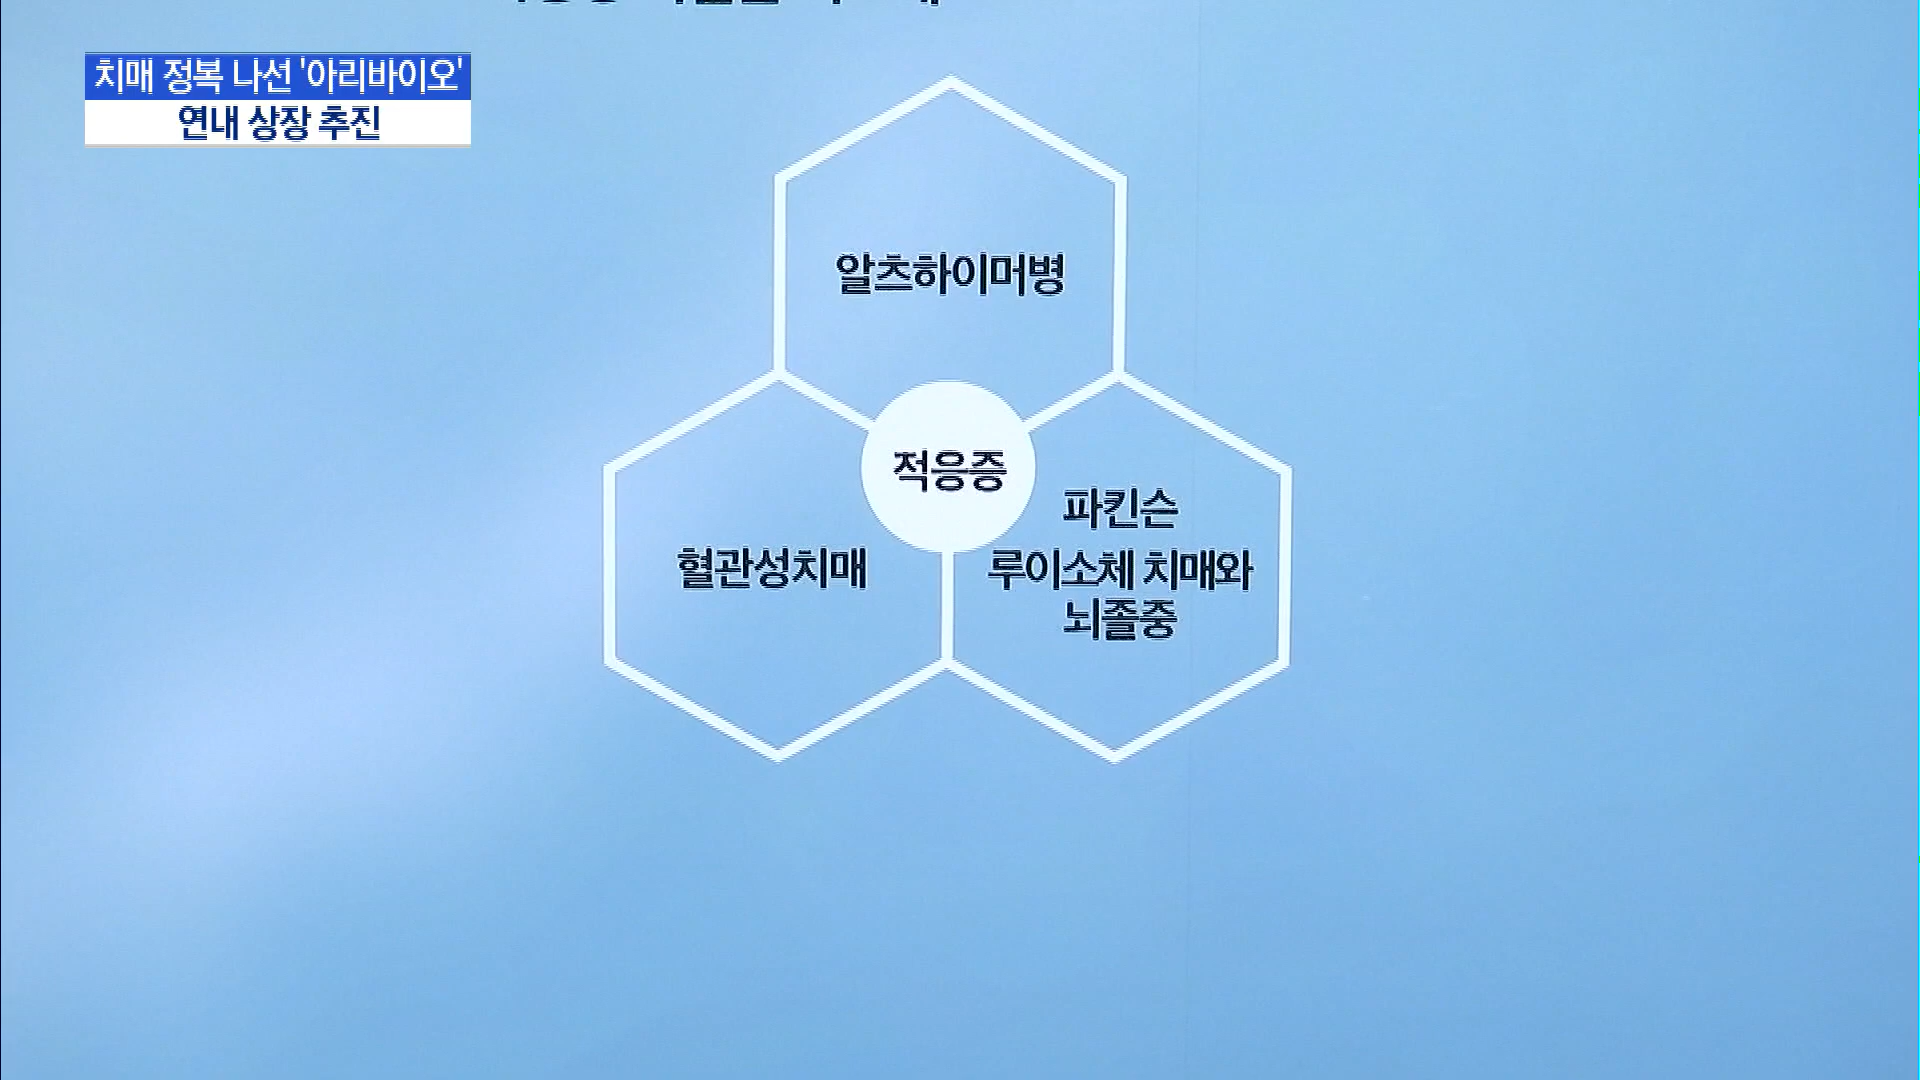 치매 정복 나선 '아리바이오'
연내 상장 추진
알츠하이머병
적응증
혈관성치매
파킨슨
루이소체 치매와
뇌졸중